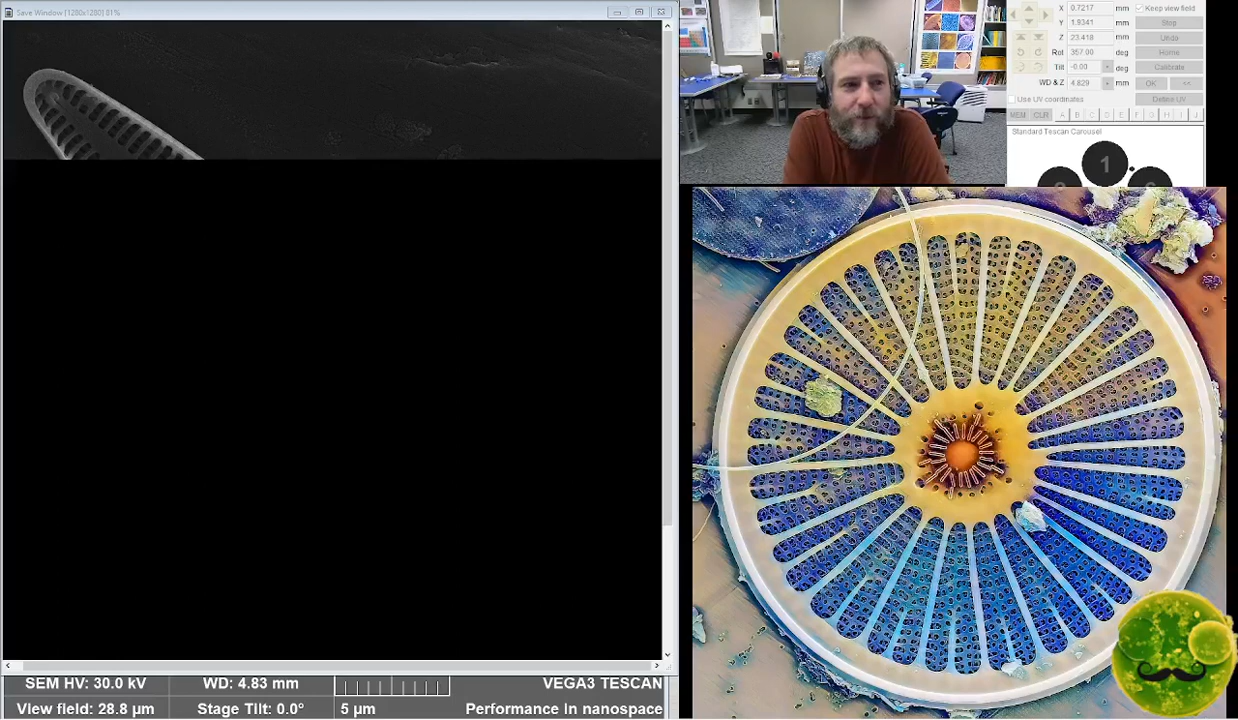 Save Window [1280x1280] 81%
SEM HV: 30.0 kV
WD: 4.83 mm
VEGA3 TESCAN
View field: 28.8 µm
Stage Tilt: 0.0°
5 µm
Performance in nanospace
X 0.7217 mm
Keep view field
Y 1.9341 mm
Stop
Z 23.418 mm
Undo
Rot 357.00 deg
Home
Tilt -0.00 deg
Calibrate
WD & Z 4.829 mm
OK <<
Use UV coordinates
Define UV
MEM CLR A B C D E F G H I J
Standard Tescan Carousel
1